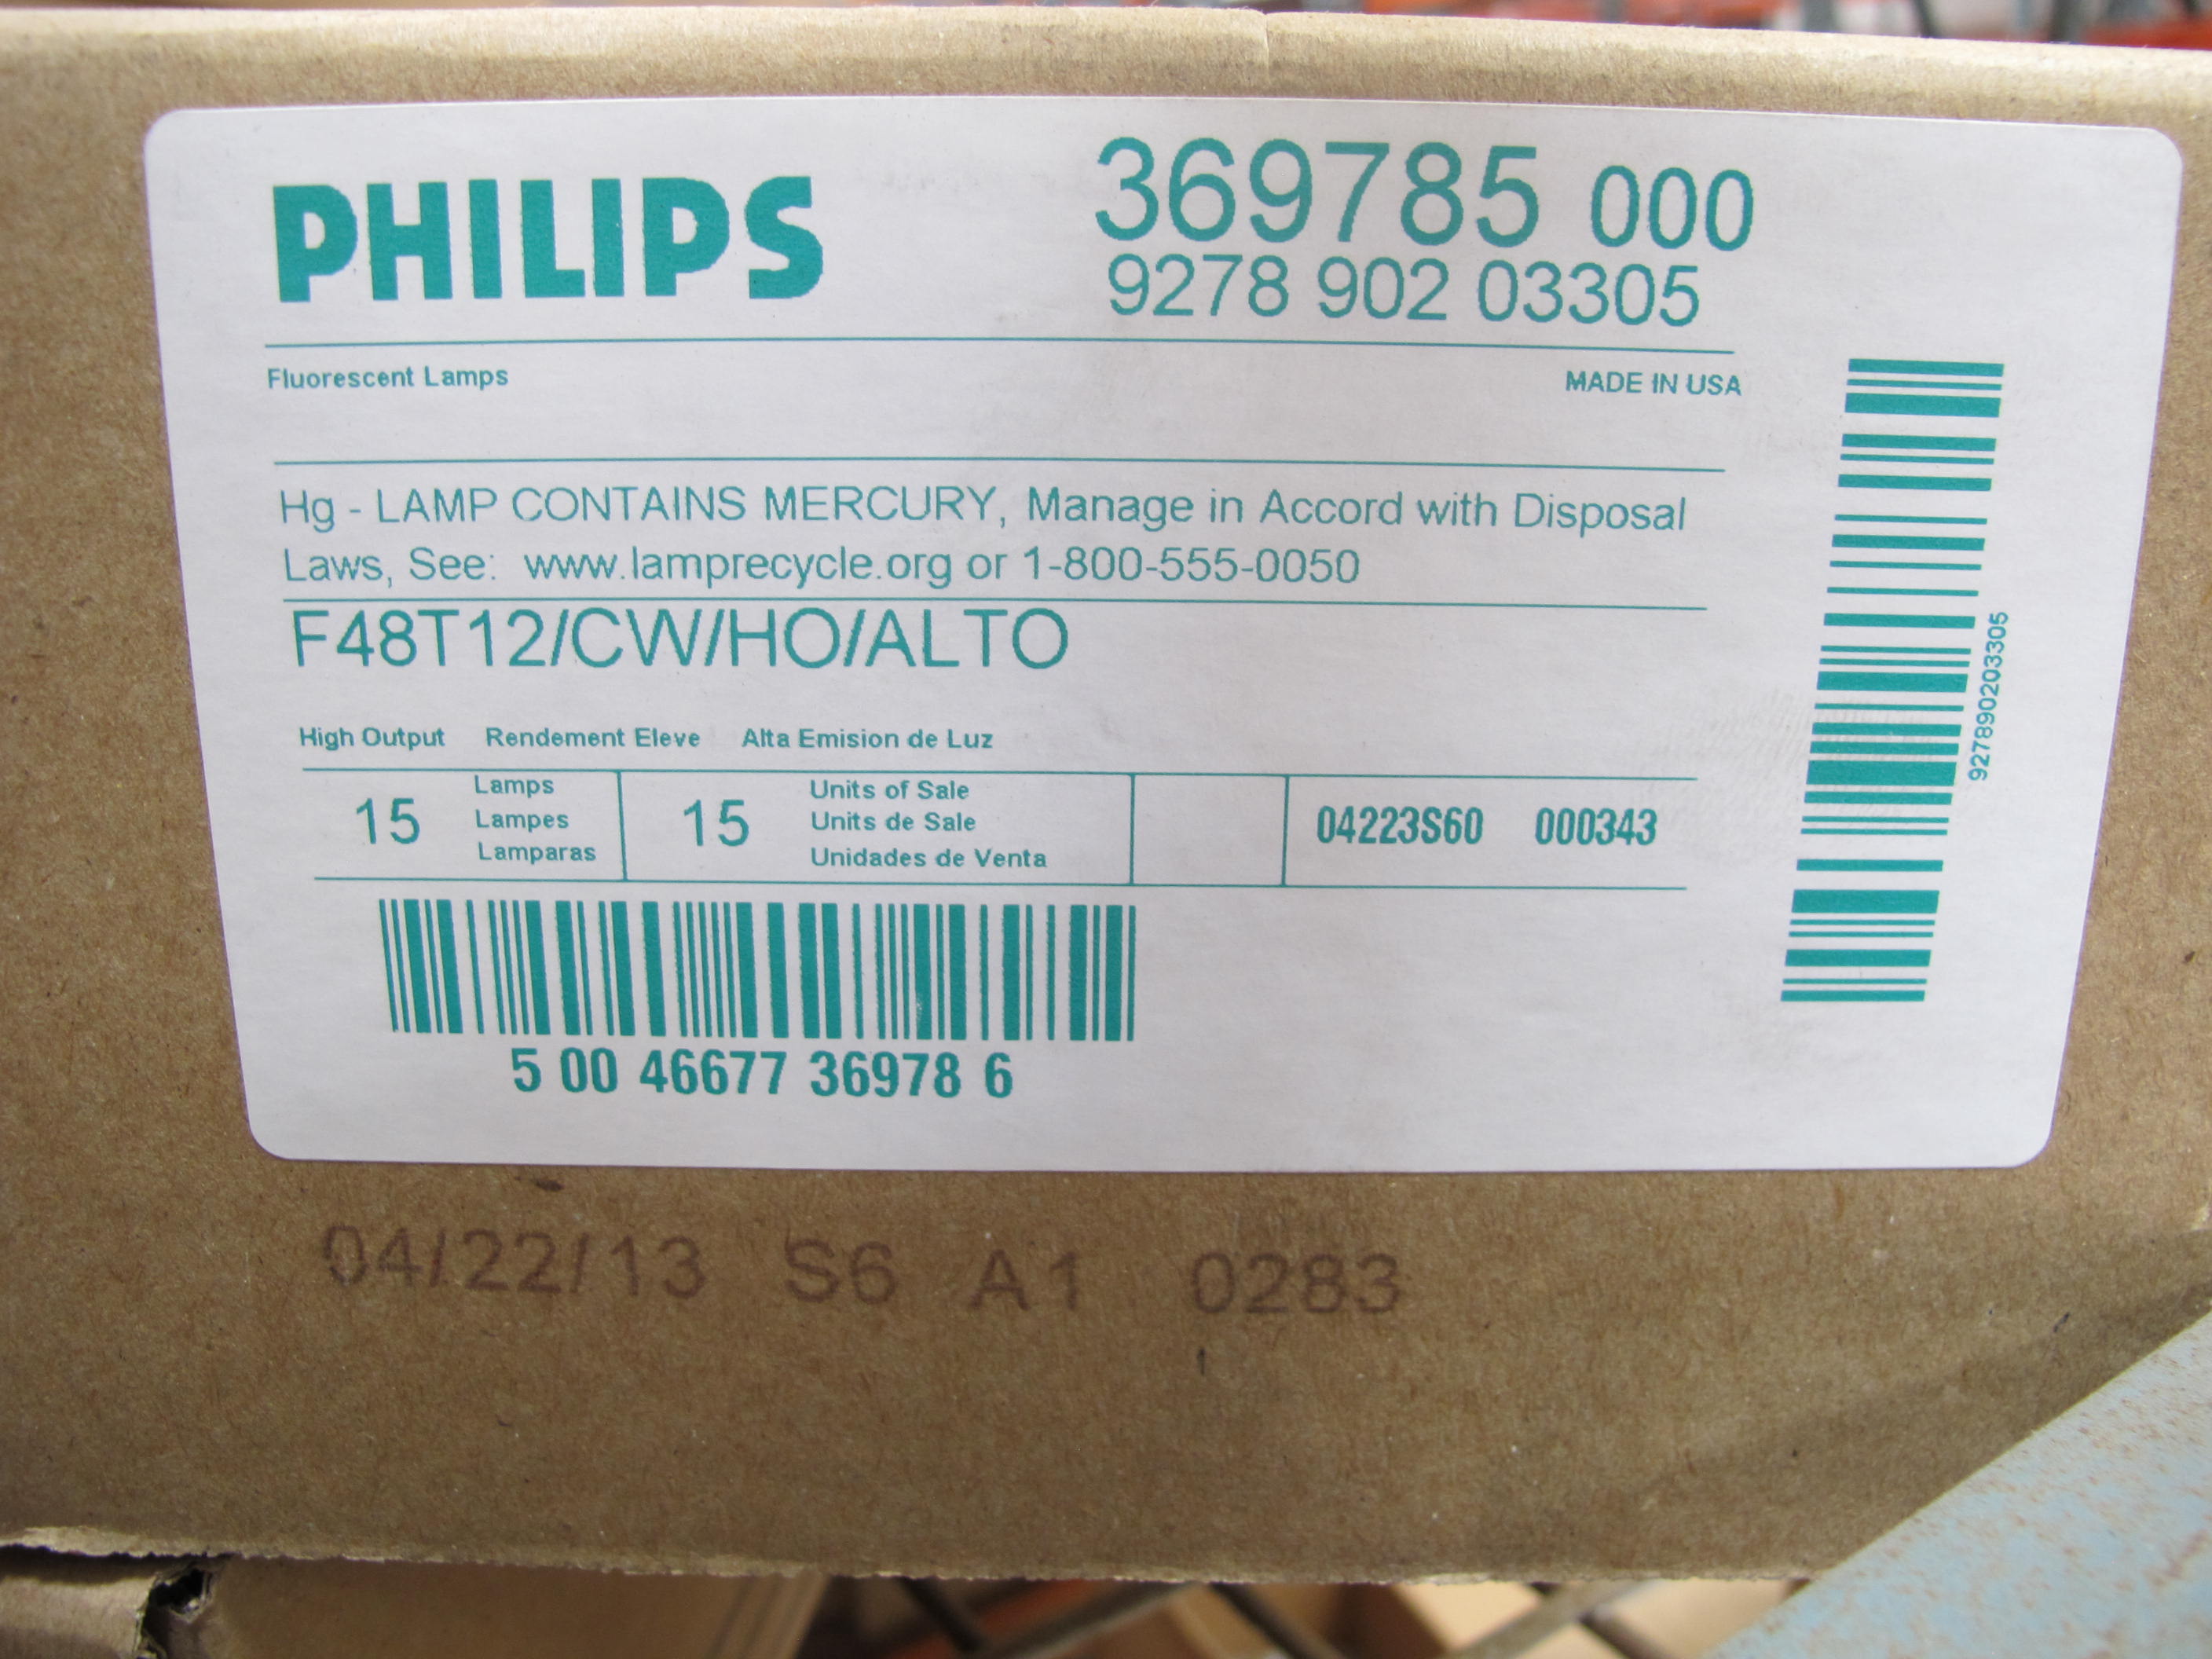 PHILIPS
369785 000
9278 902 03305
Fluorescent Lamps
MADE IN USA
Hg - LAMP CONTAINS MERCURY, Manage in Accord with Disposal
Laws, See: www.lamprecycle.org or 1-800-555-0050
F48T12/CW/HO/ALTO
High Output Rendement Eleve Alta Emision de Luz
15
Lamps
Lampes
Lamparas
15
Units of Sale
Units de Sale
Unidades de Venta
04223S60 000343
927890203305
5 00 46677 36978 6
04/22/13 S6 A1 0283